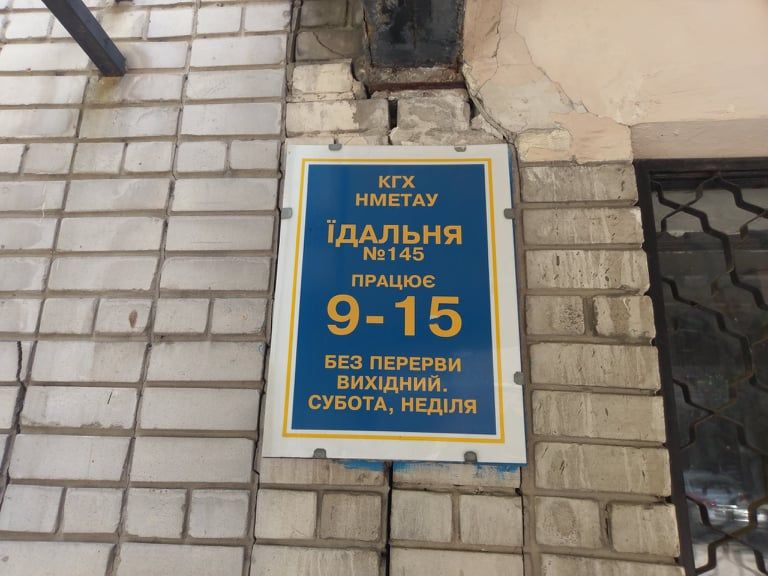 КГХ
НМЕТАУ
ЇДАЛЬНЯ
№145
ПРАЦЮЄ
9-15
БЕЗ ПЕРЕРВИ
ВИХІДНИЙ.
СУБОТА, НЕДІЛЯ